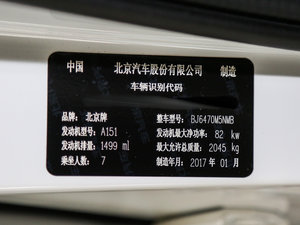 中国 北京汽车股份有限公司 制造
车辆识别代码
品牌：北京牌 整车型号：BJ6470M5NMB
发动机型号：A151 发动机最大净功率：82 kw
发动机排量：1499 ml 最大允许总质量：2045 kg
乘坐人数：7 制造年月：2017 年 01 月